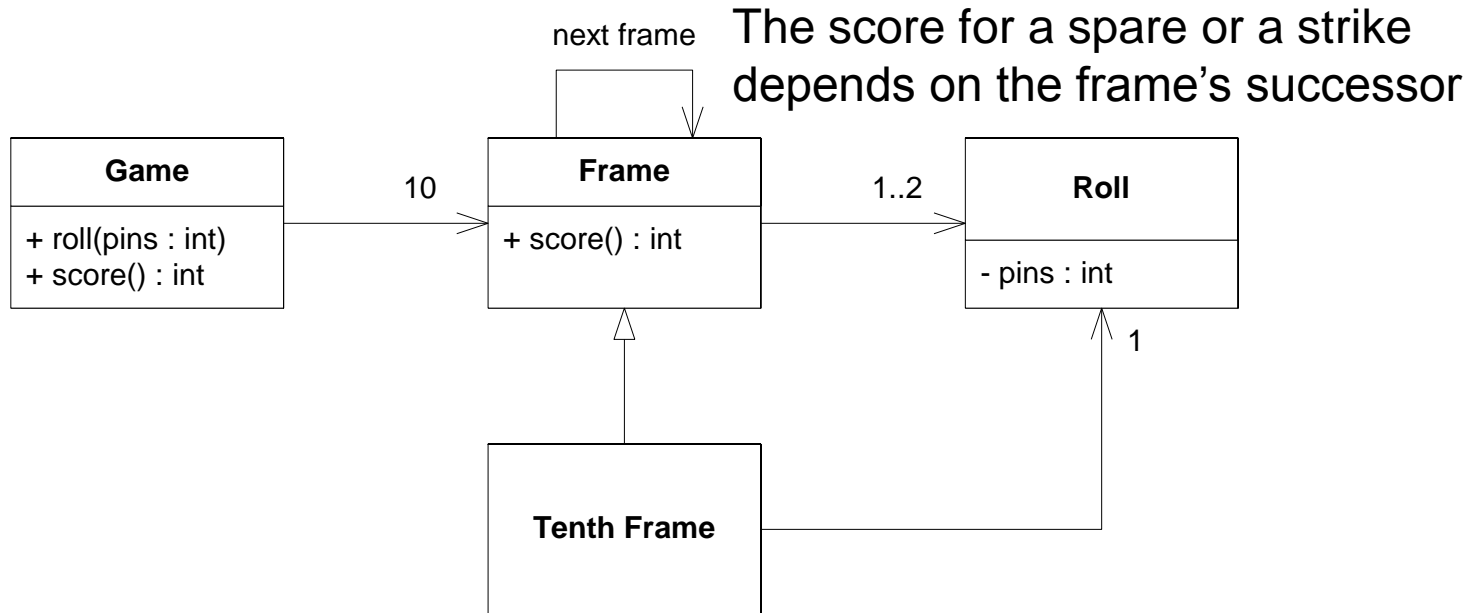 next frame
The score for a spare or a strike
depends on the frame’s successor
Game
+ roll(pins : int)
+ score() : int
10
Frame
+ score() : int
1..2
Roll
- pins : int
1
Tenth Frame